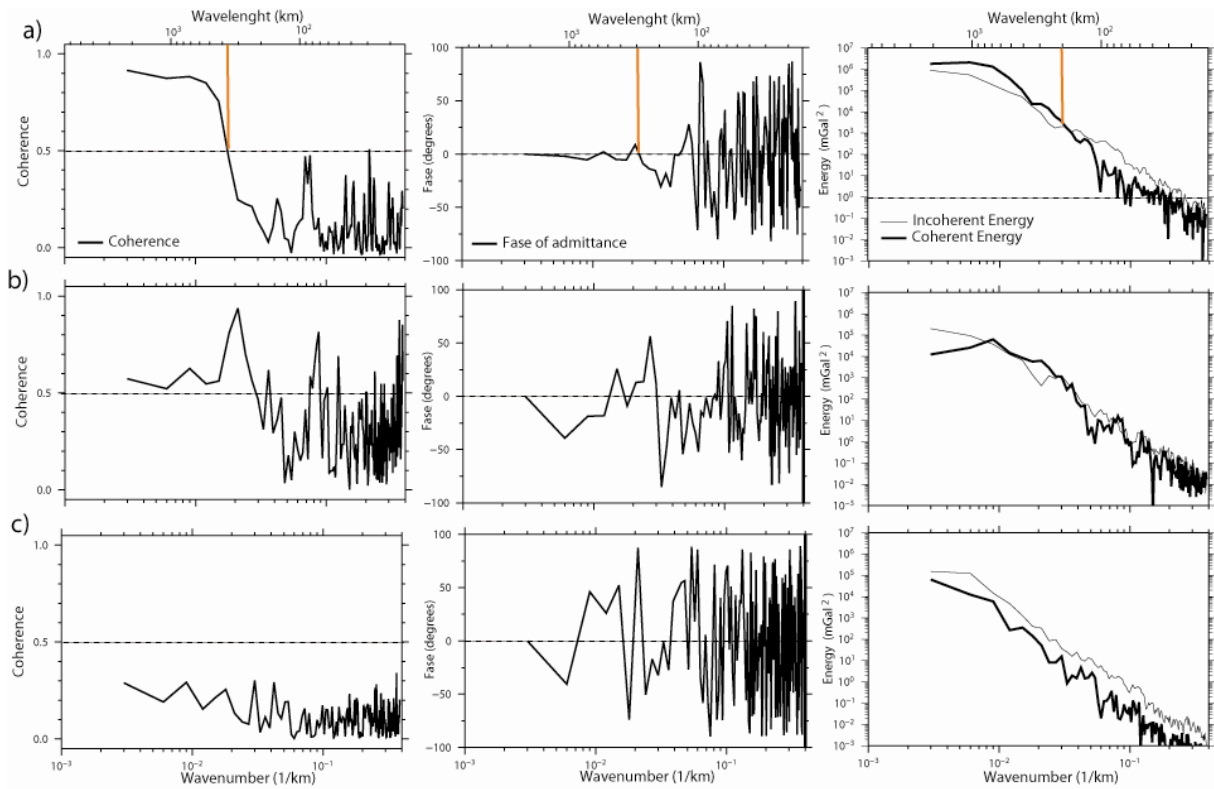 a)
Wavelenght (km)
10³ 10²
1.0
0.5
0.0
Coherence
Coherence
Wavelenght (km)
10³ 10²
100
50
0
−50
−100
Fase (degrees)
Fase of admittance
Wavelenght (km)
10³ 10²
10⁷
10⁶
10⁵
10⁴
10³
10²
10¹
10⁰
10⁻¹
10⁻²
10⁻³
Energy (mGal²)
Incoherent Energy
Coherent Energy
b)
1.0
0.5
0.0
Coherence
100
50
0
−50
−100
Fase (degrees)
10⁷
10⁶
10⁵
10⁴
10³
10²
10¹
10⁰
10⁻¹
10⁻²
10⁻⁵
Energy (mGal²)
c)
1.0
0.5
0.0
Coherence
10⁻³ 10⁻² 10⁻¹
Wavenumber (1/km)
100
50
0
−50
−100
Fase (degrees)
10⁻³ 10⁻² 10⁻¹
Wavenumber (1/km)
10⁷
10⁶
10⁵
10⁴
10³
10²
10¹
10⁰
10⁻¹
10⁻²
10⁻³
Energy (mGal²)
10⁻³ 10⁻² 10⁻¹
Wavenumber (1/km)